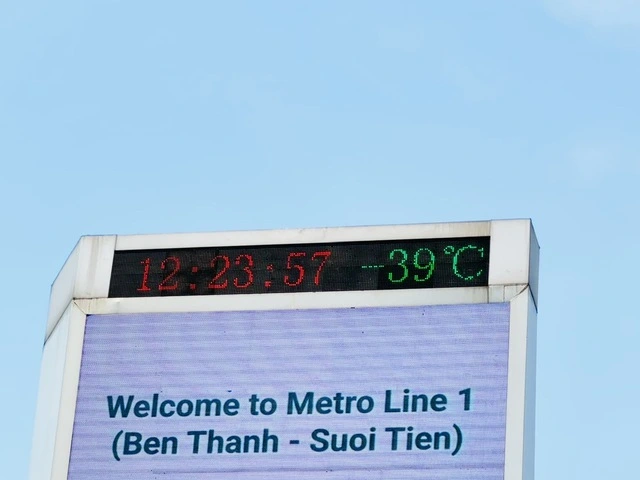 12:23:57 -39°C
Welcome to Metro Line 1
(Ben Thanh - Suoi Tien)